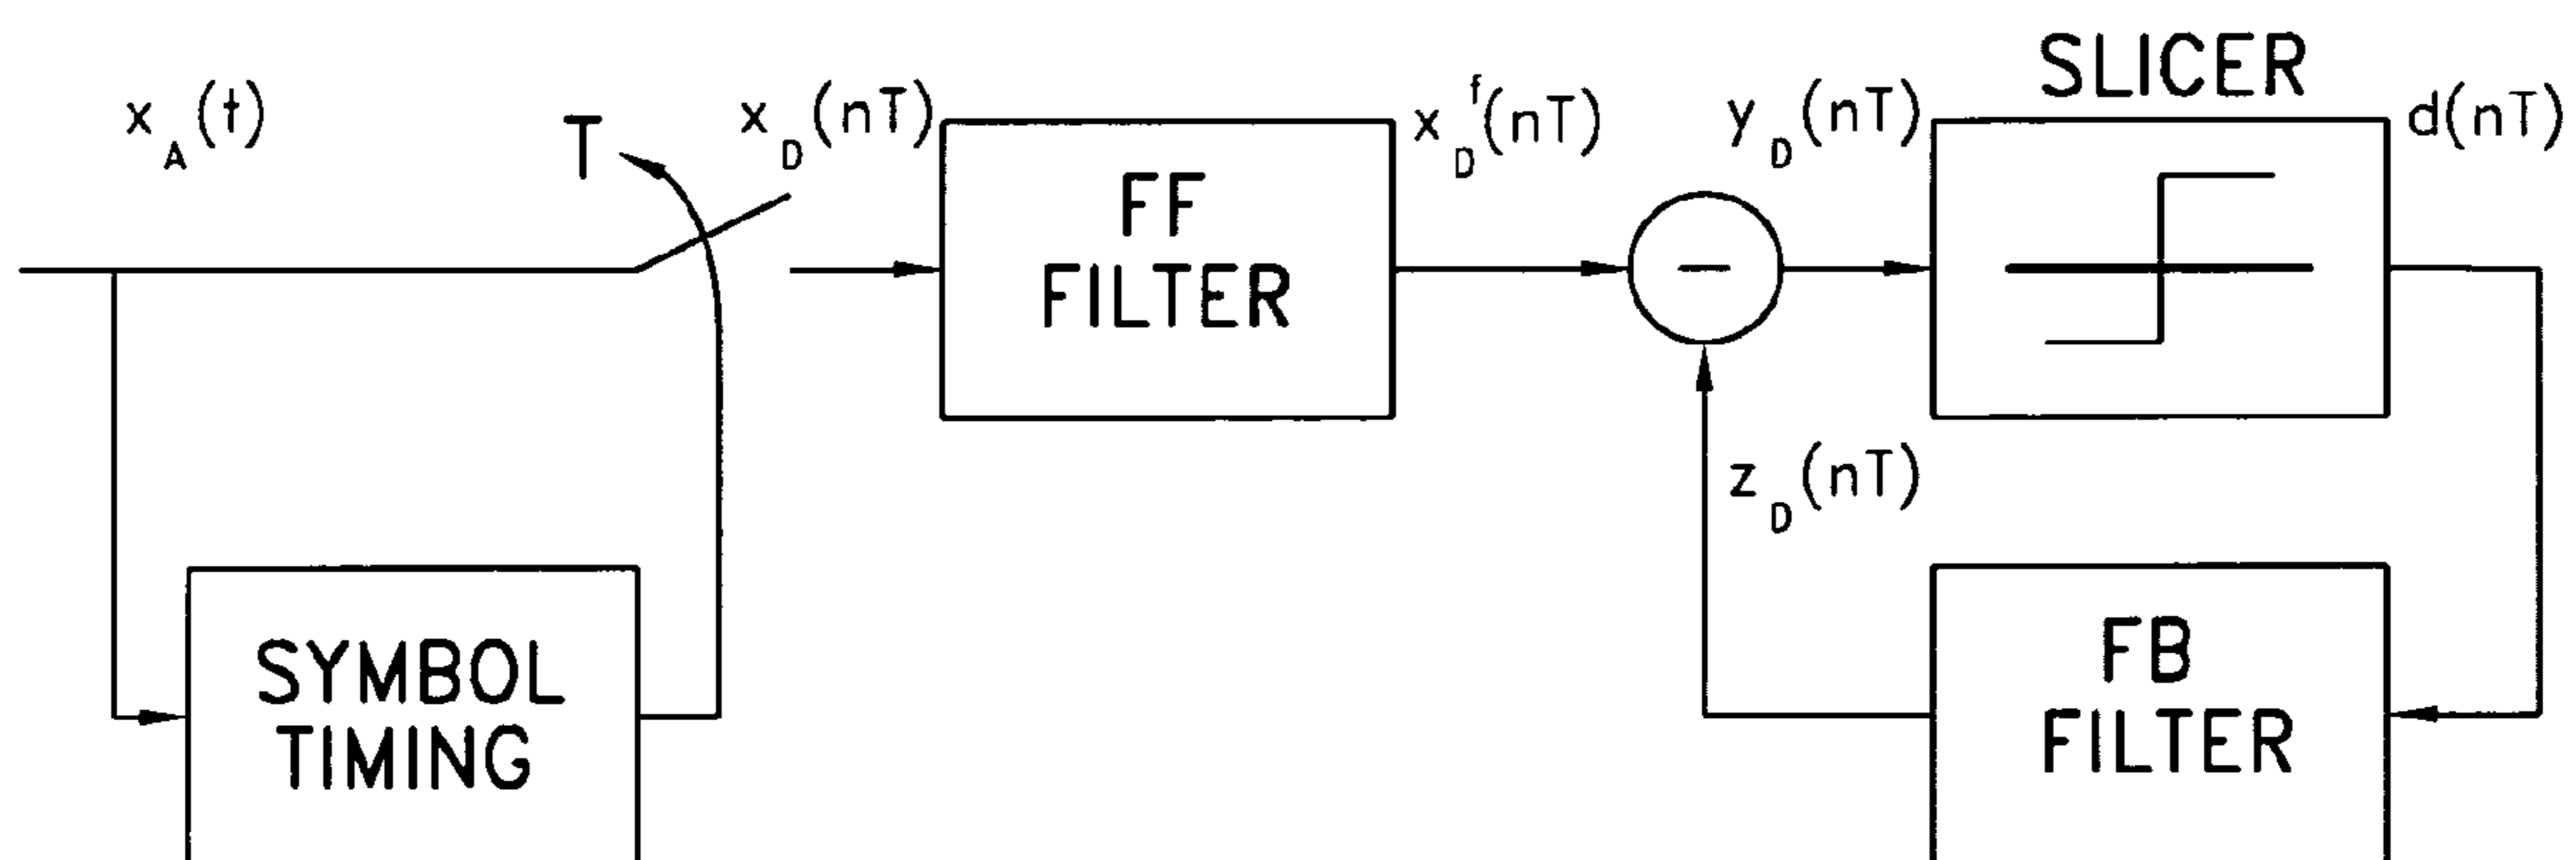 SLICER
x_A(t)
T
x_D(nT)
x_D^f(nT)
y_D(nT)
d(nT)
FF
FILTER
−
z_D(nT)
SYMBOL
TIMING
FB
FILTER